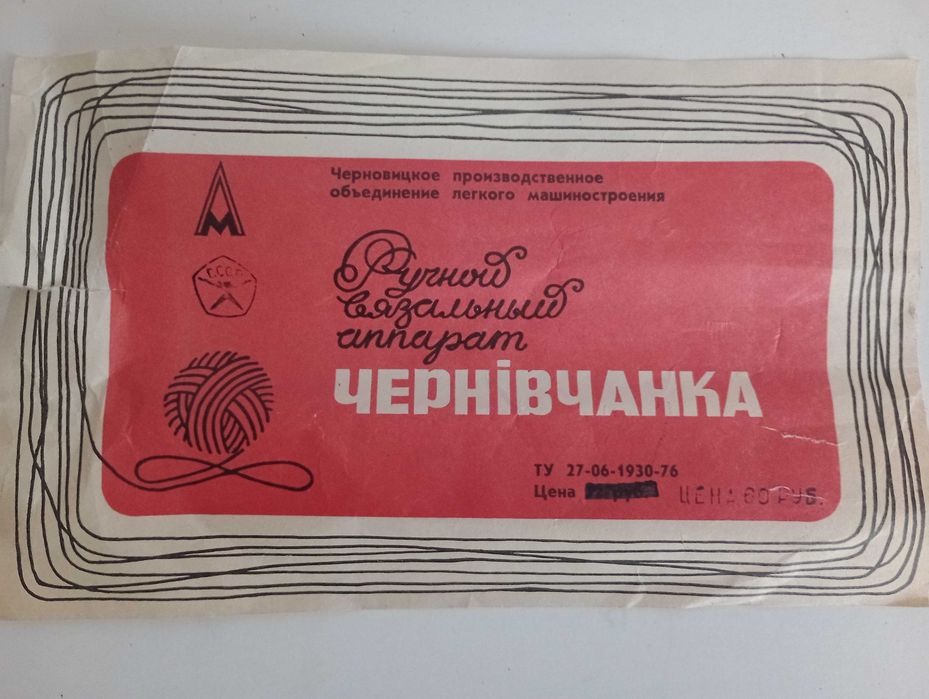 Черновицкое производственное
объединение легкого машиностроения
Ручной
вязальный
аппарат
ЧЕРНІВЧАНКА
ТУ 27-06-1930-76
Цена ЦЕНА 60 РУБ.